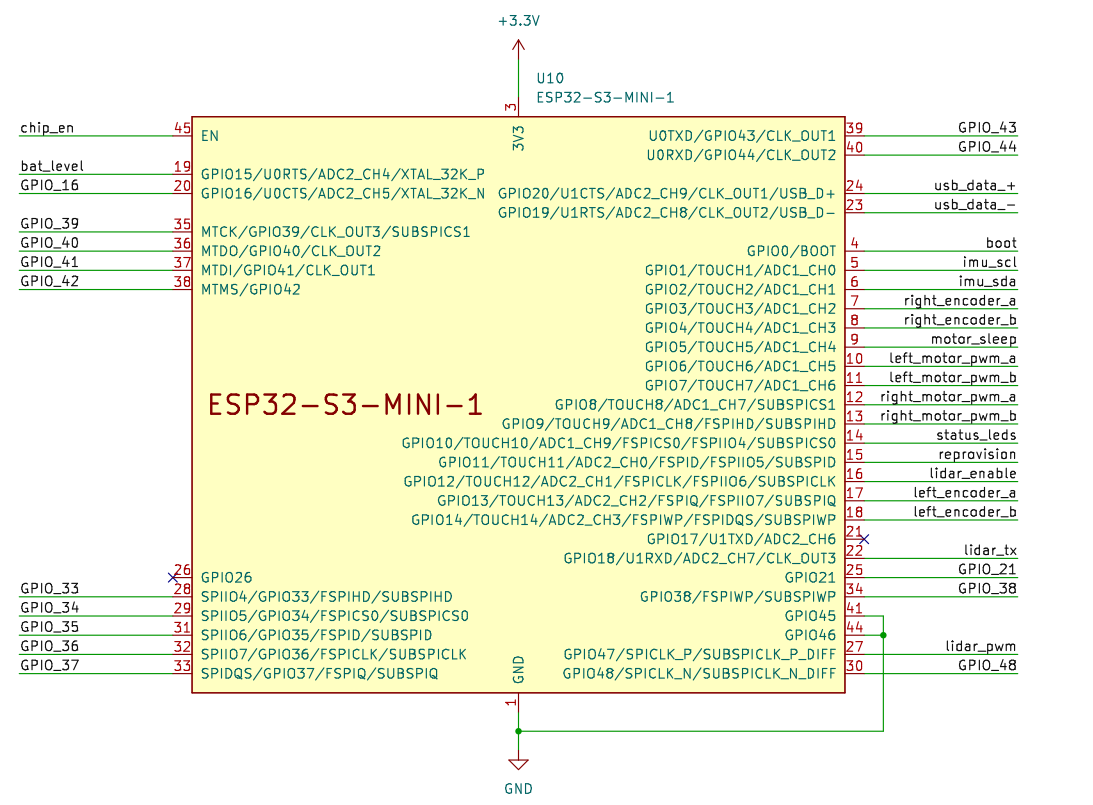 +3.3V
U10
ESP32-S3-MINI-1
3
3V3
chip_en 45 EN
bat_level 19 GPIO15/U0RTS/ADC2_CH4/XTAL_32K_P
GPIO_16 20 GPIO16/U0CTS/ADC2_CH5/XTAL_32K_N
GPIO_39 35 MTCK/GPIO39/CLK_OUT3/SUBSPICS1
GPIO_40 36 MTDO/GPIO40/CLK_OUT2
GPIO_41 37 MTDI/GPIO41/CLK_OUT1
GPIO_42 38 MTMS/GPIO42
ESP32-S3-MINI-1
26 GPIO26
GPIO_33 28 SPIIO4/GPIO33/FSPIHD/SUBSPIHD
GPIO_34 29 SPIIO5/GPIO34/FSPICS0/SUBSPICS0
GPIO_35 31 SPIIO6/GPIO35/FSPID/SUBSPID
GPIO_36 32 SPIIO7/GPIO36/FSPICLK/SUBSPICLK
GPIO_37 33 SPIDQS/GPIO37/FSPIQ/SUBSPIQ
U0TXD/GPIO43/CLK_OUT1 39 GPIO_43
U0RXD/GPIO44/CLK_OUT2 40 GPIO_44
GPIO20/U1CTS/ADC2_CH9/CLK_OUT1/USB_D+ 24 usb_data_+
GPIO19/U1RTS/ADC2_CH8/CLK_OUT2/USB_D- 23 usb_data_-
GPIO0/BOOT 4 boot
GPIO1/TOUCH1/ADC1_CH0 5 imu_scl
GPIO2/TOUCH2/ADC1_CH1 6 imu_sda
GPIO3/TOUCH3/ADC1_CH2 7 right_encoder_a
GPIO4/TOUCH4/ADC1_CH3 8 right_encoder_b
GPIO5/TOUCH5/ADC1_CH4 9 motor_sleep
GPIO6/TOUCH6/ADC1_CH5 10 left_motor_pwm_a
GPIO7/TOUCH7/ADC1_CH6 11 left_motor_pwm_b
GPIO8/TOUCH8/ADC1_CH7/SUBSPICS1 12 right_motor_pwm_a
GPIO9/TOUCH9/ADC1_CH8/FSPIHD/SUBSPIHD 13 right_motor_pwm_b
GPIO10/TOUCH10/ADC1_CH9/FSPICS0/FSPIIO4/SUBSPICS0 14 status_leds
GPIO11/TOUCH11/ADC2_CH0/FSPID/FSPIIO5/SUBSPID 15 reprovision
GPIO12/TOUCH12/ADC2_CH1/FSPICLK/FSPIIO6/SUBSPICLK 16 lidar_enable
GPIO13/TOUCH13/ADC2_CH2/FSPIQ/FSPIIO7/SUBSPIQ 17 left_encoder_a
GPIO14/TOUCH14/ADC2_CH3/FSPIWP/FSPIDQS/SUBSPIWP 18 left_encoder_b
GPIO17/U1TXD/ADC2_CH6 21
GPIO18/U1RXD/ADC2_CH7/CLK_OUT3 22 lidar_tx
GPIO21 25 GPIO_21
GPIO38/FSPIWP/SUBSPIWP 34 GPIO_38
GPIO45 41
GPIO46 44
GPIO47/SPICLK_P/SUBSPICLK_P_DIFF 27 lidar_pwm
GPIO48/SPICLK_N/SUBSPICLK_N_DIFF 30 GPIO_48
GND
1
GND